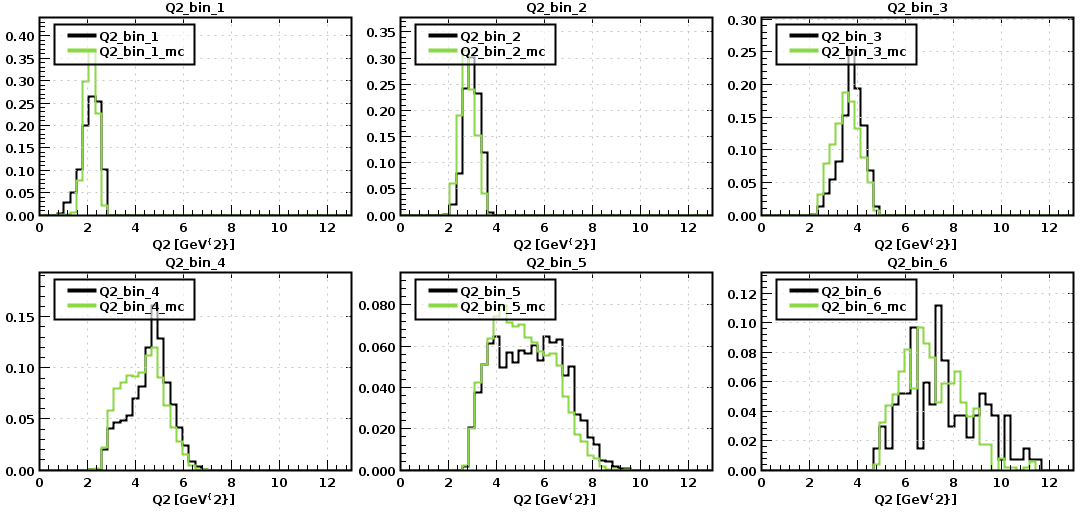 Q2_bin_1
Q2_bin_1
Q2_bin_1_mc
0.40
0.35
0.30
0.25
0.20
0.15
0.10
0.05
0.00
0 2 4 6 8 10 12
Q2 [GeV{2}]
Q2_bin_2
Q2_bin_2
Q2_bin_2_mc
0.35
0.30
0.25
0.20
0.15
0.10
0.05
0.00
0 2 4 6 8 10 12
Q2 [GeV{2}]
Q2_bin_3
Q2_bin_3
Q2_bin_3_mc
0.30
0.25
0.20
0.15
0.10
0.05
0.00
0 2 4 6 8 10 12
Q2 [GeV{2}]
Q2_bin_4
Q2_bin_4
Q2_bin_4_mc
0.15
0.10
0.05
0.00
0 2 4 6 8 10 12
Q2 [GeV{2}]
Q2_bin_5
Q2_bin_5
Q2_bin_5_mc
0.080
0.060
0.040
0.020
0.000
0 2 4 6 8 10 12
Q2 [GeV{2}]
Q2_bin_6
Q2_bin_6
Q2_bin_6_mc
0.12
0.10
0.08
0.06
0.04
0.02
0.00
0 2 4 6 8 10 12
Q2 [GeV{2}]